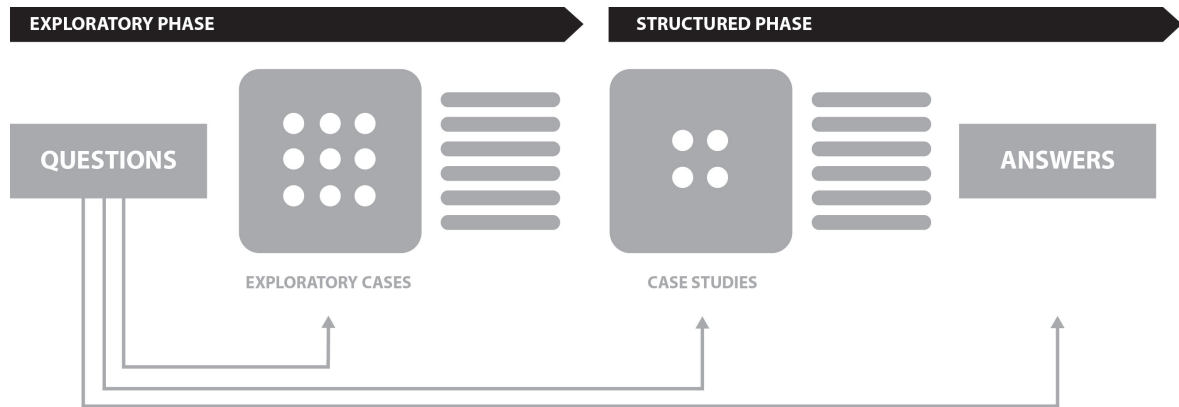 EXPLORATORY PHASE
STRUCTURED PHASE
QUESTIONS
ANSWERS
EXPLORATORY CASES
CASE STUDIES